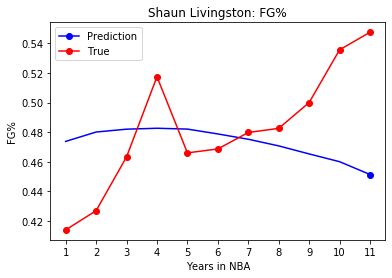 Shaun Livingston: FG%
Prediction
True
0.54
0.52
0.50
0.48
0.46
0.44
0.42
FG%
1 2 3 4 5 6 7 8 9 10 11
Years in NBA